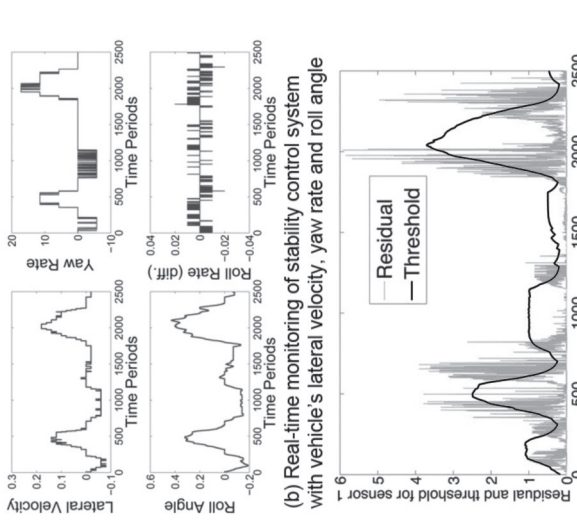 Lateral Velocity
0.3
0.2
0.1
0
-0.1
0 500 1000 1500 2000 2500
Time Periods
Yaw Rate
20
10
0
-10
0 500 1000 1500 2000 2500
Time Periods
Roll Angle
0.6
0.4
0.2
0
-0.2
0 500 1000 1500 2000 2500
Time Periods
Roll Rate (diff.)
0.04
0.02
0
-0.02
-0.04
0 500 1000 1500 2000 2500
Time Periods
(b) Real-time monitoring of stability control system
with vehicle's lateral velocity, yaw rate and roll angle
Residual and threshold for sensor 1
6
5
4
3
2
1
0
Residual
Threshold
0 500 1000 1500 2000 2500